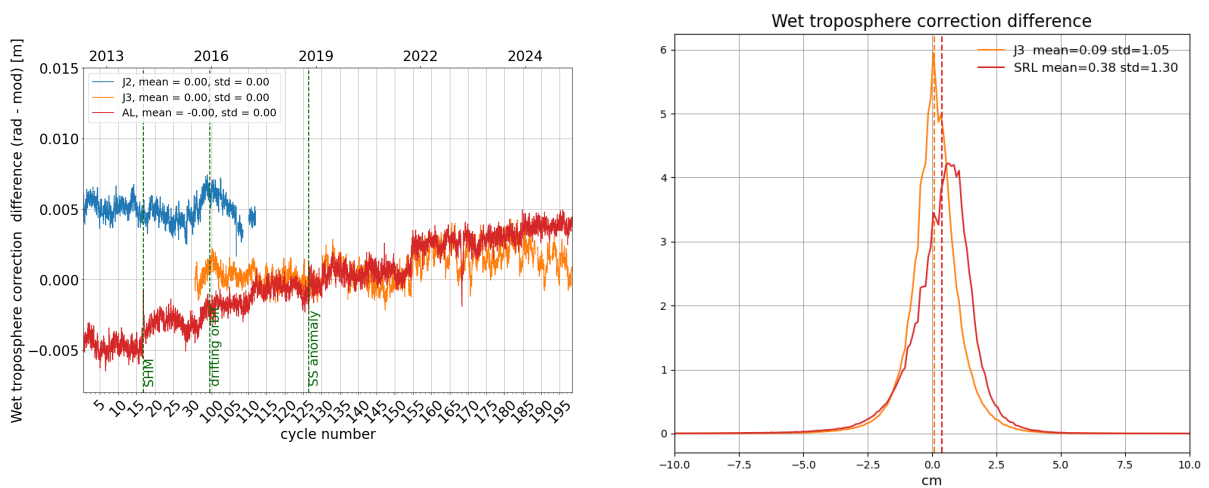 2013 2016 2019 2022 2024
Wet troposphere correction  difference (rad - mod) [m]
0.015
0.010
0.005
0.000
−0.005
J2, mean = 0.00, std = 0.00
J3, mean = 0.00, std = 0.00
AL, mean = -0.00, std = 0.00
SHM
drifting orbit
SS anomaly
5 10 15 20 25 30 100 105 110 115 120 125 130 135 140 145 150 155 160 165 170 175 180 185 190 195
cycle number
Wet troposphere correction difference
J3  mean=0.09 std=1.05
SRL mean=0.38 std=1.30
6
5
4
3
2
1
0
−10.0 −7.5 −5.0 −2.5 0.0 2.5 5.0 7.5 10.0
cm